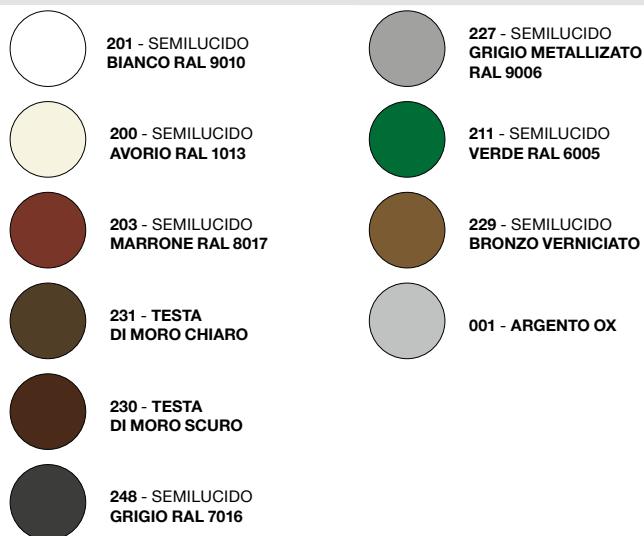 201 - SEMILUCIDO
BIANCO RAL 9010
200 - SEMILUCIDO
AVORIO RAL 1013
203 - SEMILUCIDO
MARRONE RAL 8017
231 - TESTA
DI MORO CHIARO
230 - TESTA
DI MORO SCURO
248 - SEMILUCIDO
GRIGIO RAL 7016
227 - SEMILUCIDO
GRIGIO METALLIZATO
RAL 9006
211 - SEMILUCIDO
VERDE RAL 6005
229 - SEMILUCIDO
BRONZO VERNICIATO
001 - ARGENTO OX